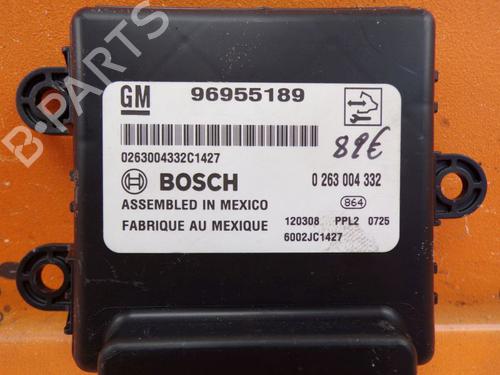 GM 96955189
0263004332C1427
89€
BOSCH 0 263 004 332
ASSEMBLED IN MEXICO 864
FABRIQUE AU MEXIQUE 120308 PPL2 0725
6002JC1427
B-PARTS